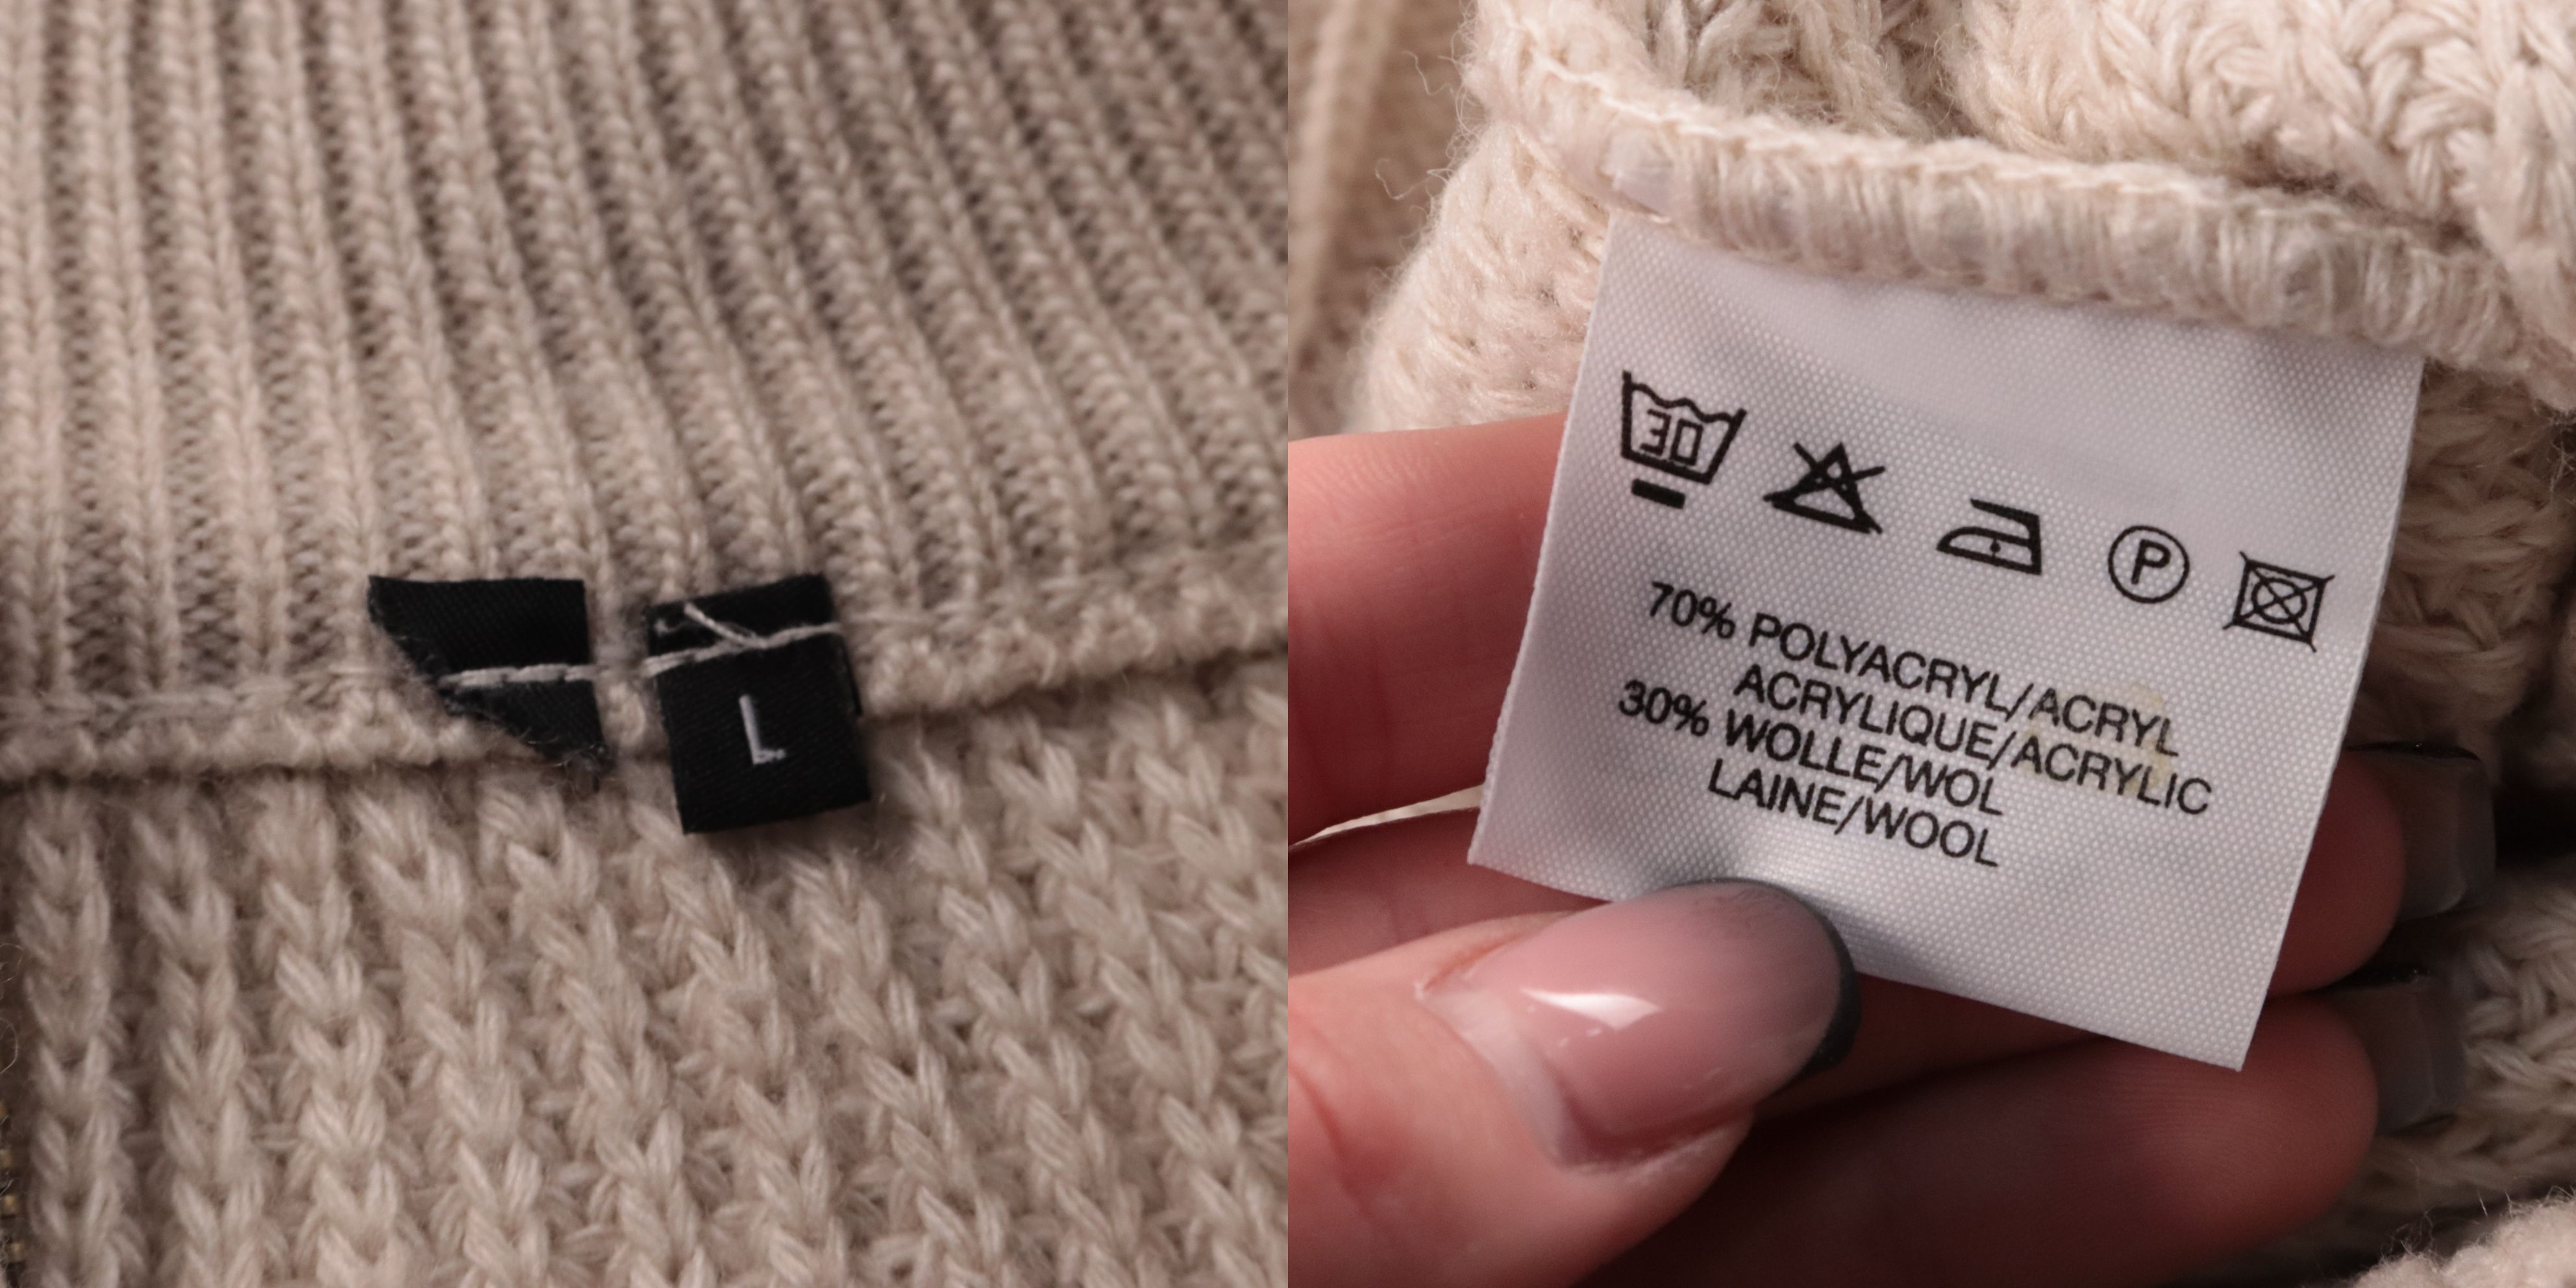 L
30
P
70% POLYACRYL/ACRYL
ACRYLIQUE/ACRYLIC
30% WOLLE/WOL
LAINE/WOOL